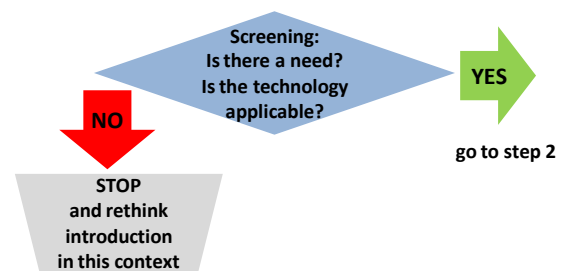 Screening:
Is there a need?
Is the technology
applicable?
YES
NO
go to step 2
STOP
and rethink
introduction
in this context